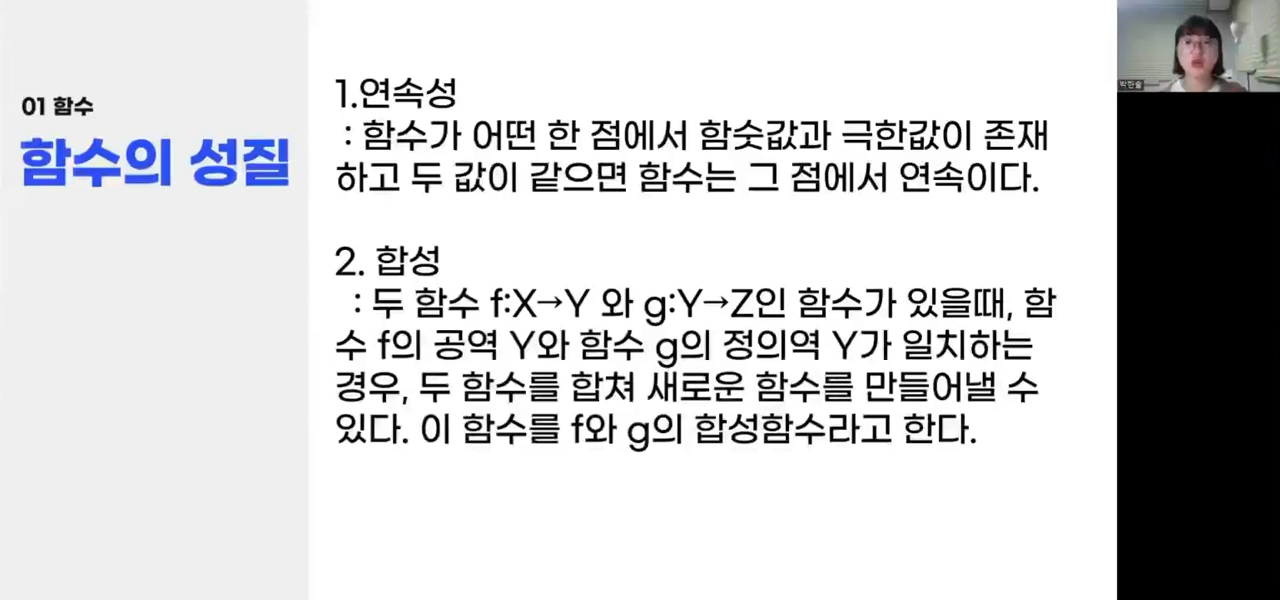 01 함수
함수의 성질
1.연속성
: 함수가 어떤 한 점에서 함숫값과 극한값이 존재
하고 두 값이 같으면 함수는 그 점에서 연속이다.
2. 합성
: 두 함수 f:X→Y 와 g:Y→Z인 함수가 있을때, 함
수 f의 공역 Y와 함수 g의 정의역 Y가 일치하는
경우, 두 함수를 합쳐 새로운 함수를 만들어낼 수
있다. 이 함수를 f와 g의 합성함수라고 한다.